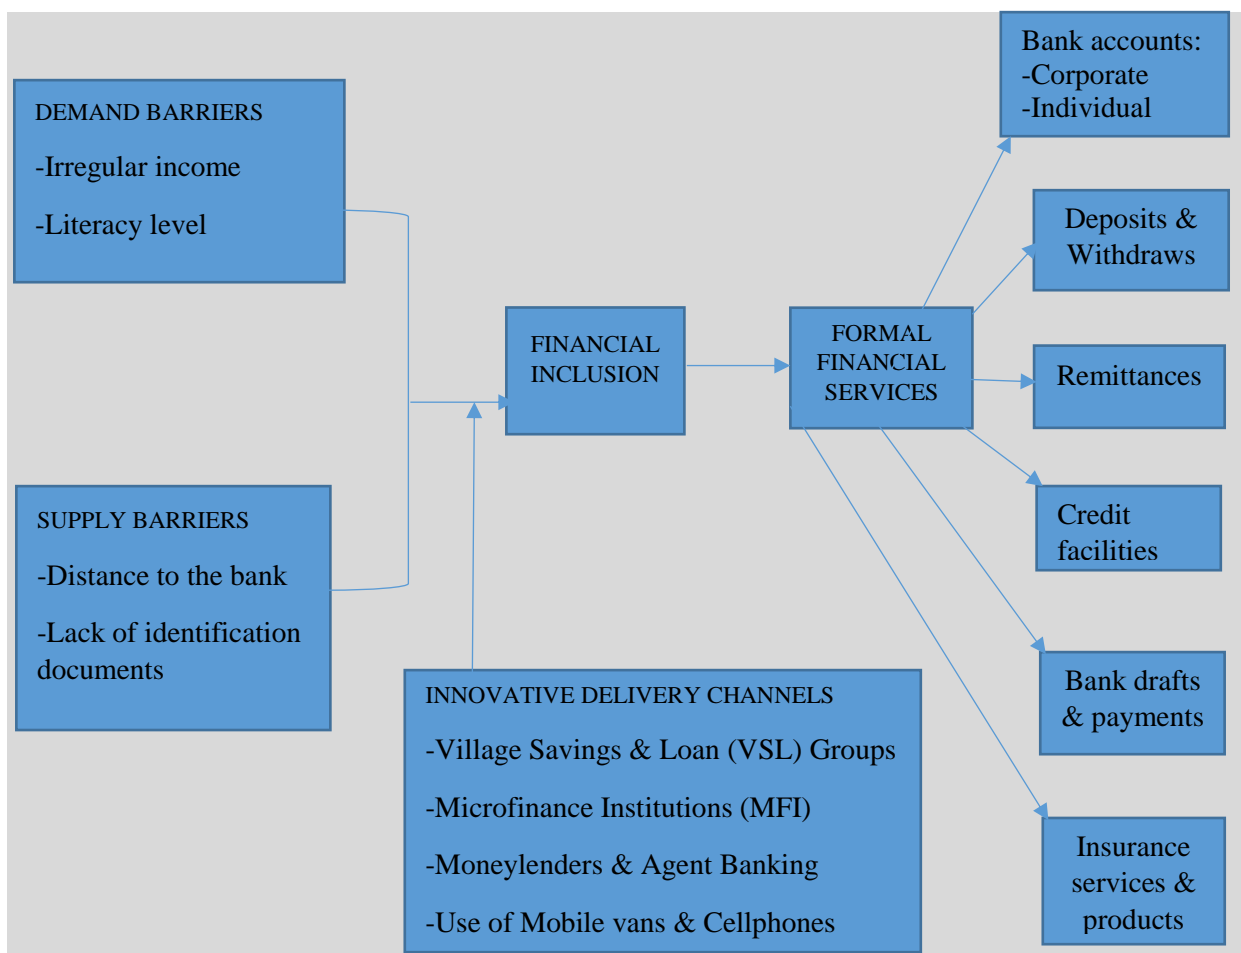 DEMAND BARRIERS
-Irregular income
-Literacy level
SUPPLY BARRIERS
-Distance to the bank
-Lack of identification
documents
INNOVATIVE DELIVERY CHANNELS
-Village Savings & Loan (VSL) Groups
-Microfinance Institutions (MFI)
-Moneylenders & Agent Banking
-Use of Mobile vans & Cellphones
FINANCIAL
INCLUSION
FORMAL
FINANCIAL
SERVICES
Bank accounts:
-Corporate
-Individual
Deposits &
Withdraws
Remittances
Credit
facilities
Bank drafts
& payments
Insurance
services &
products